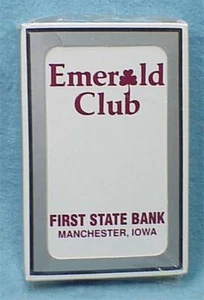 Emerald
Club
FIRST STATE BANK
MANCHESTER, IOWA